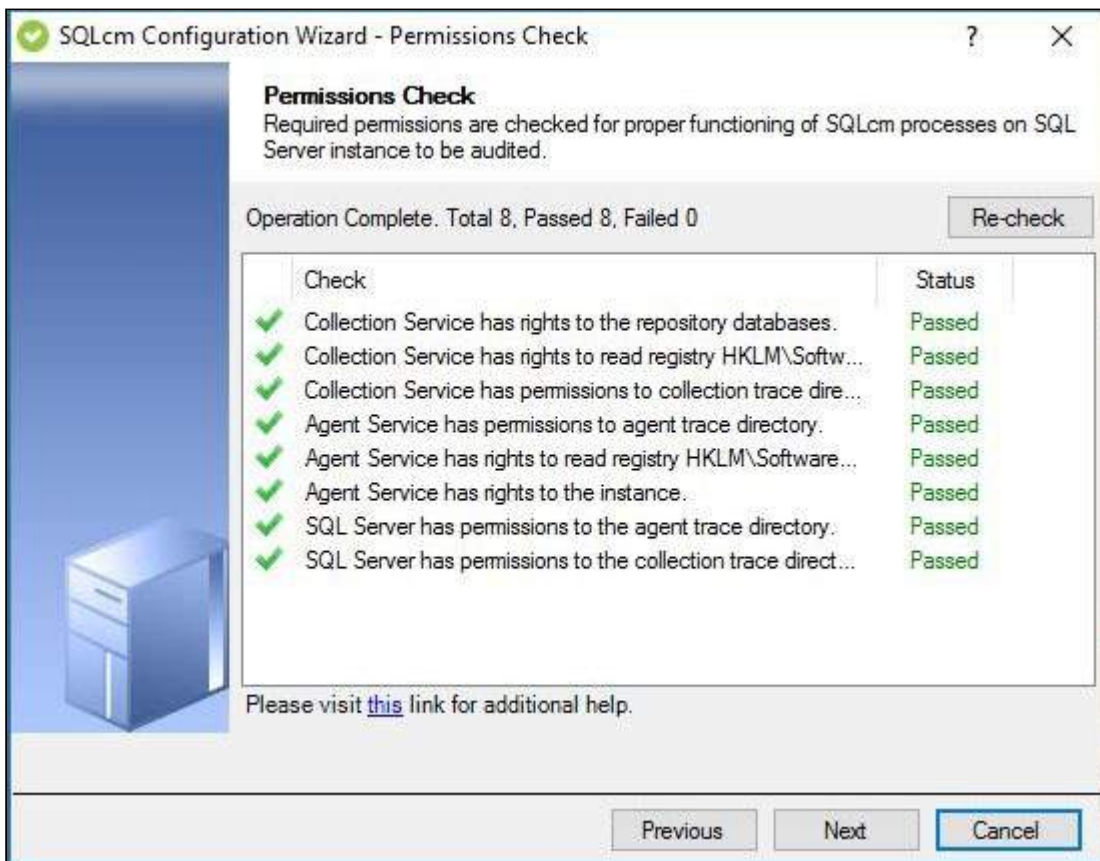 SQLcm Configuration Wizard - Permissions Check
?
Permissions Check
Required permissions are checked for proper functioning of SQLcm processes on SQL
Server instance to be audited.
Operation Complete. Total 8, Passed 8, Failed 0
Re-check
Check Status
Collection Service has rights to the repository databases. Passed
Collection Service has rights to read registry HKLM\Softw... Passed
Collection Service has permissions to collection trace dire... Passed
Agent Service has permissions to agent trace directory. Passed
Agent Service has rights to read registry HKLM\Software... Passed
Agent Service has rights to the instance. Passed
SQL Server has permissions to the agent trace directory. Passed
SQL Server has permissions to the collection trace direct... Passed
Please visit this link for additional help.
Previous Next Cancel